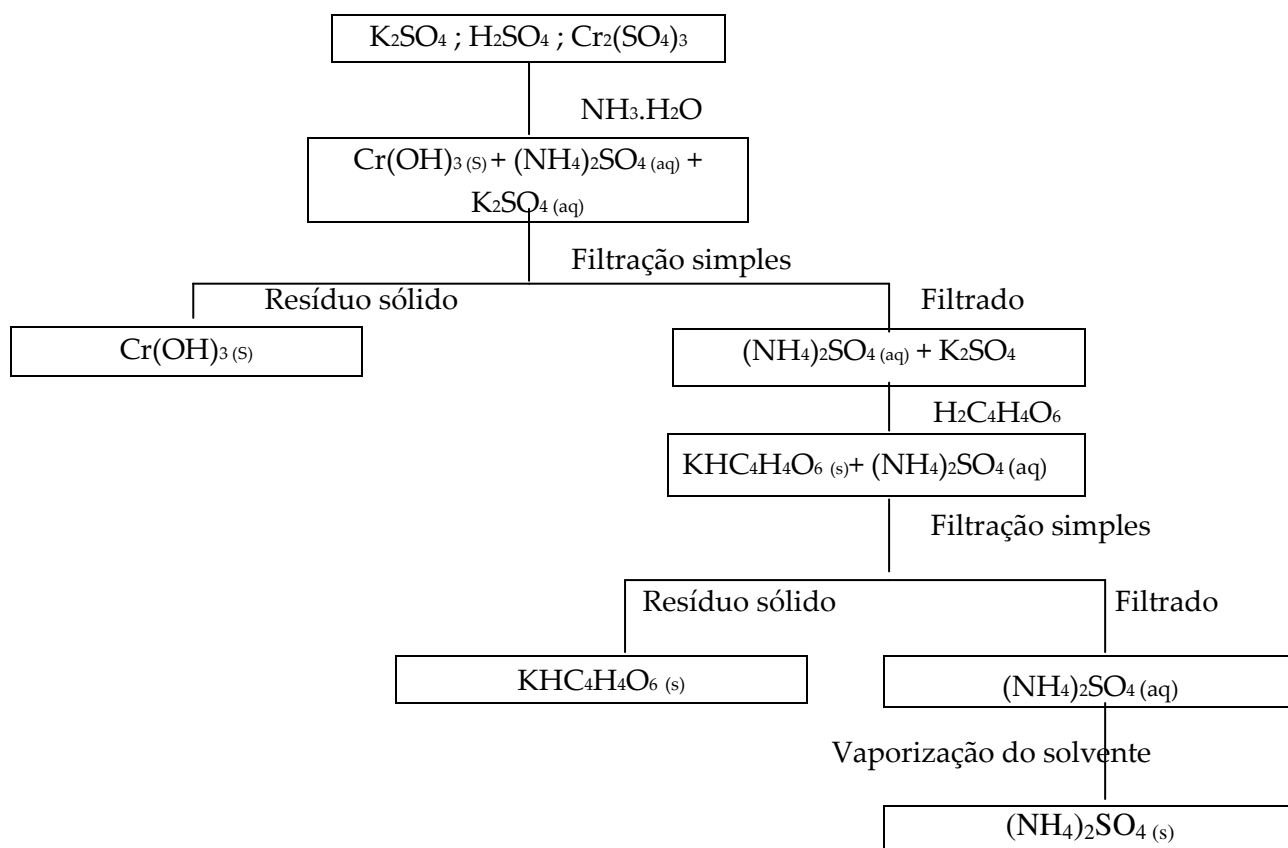 K₂SO₄ ; H₂SO₄ ; Cr₂(SO₄)₃
NH₃.H₂O
Cr(OH)₃ (S) + (NH₄)₂SO₄ (aq) +
K₂SO₄ (aq)
Filtração simples
Resíduo sólido
Filtrado
Cr(OH)₃ (S)
(NH₄)₂SO₄ (aq) + K₂SO₄
H₂C₄H₄O₆
KHC₄H₄O₆ (s)+ (NH₄)₂SO₄ (aq)
Filtração simples
Resíduo sólido
Filtrado
KHC₄H₄O₆ (s)
(NH₄)₂SO₄ (aq)
Vaporização do solvente
(NH₄)₂SO₄ (s)